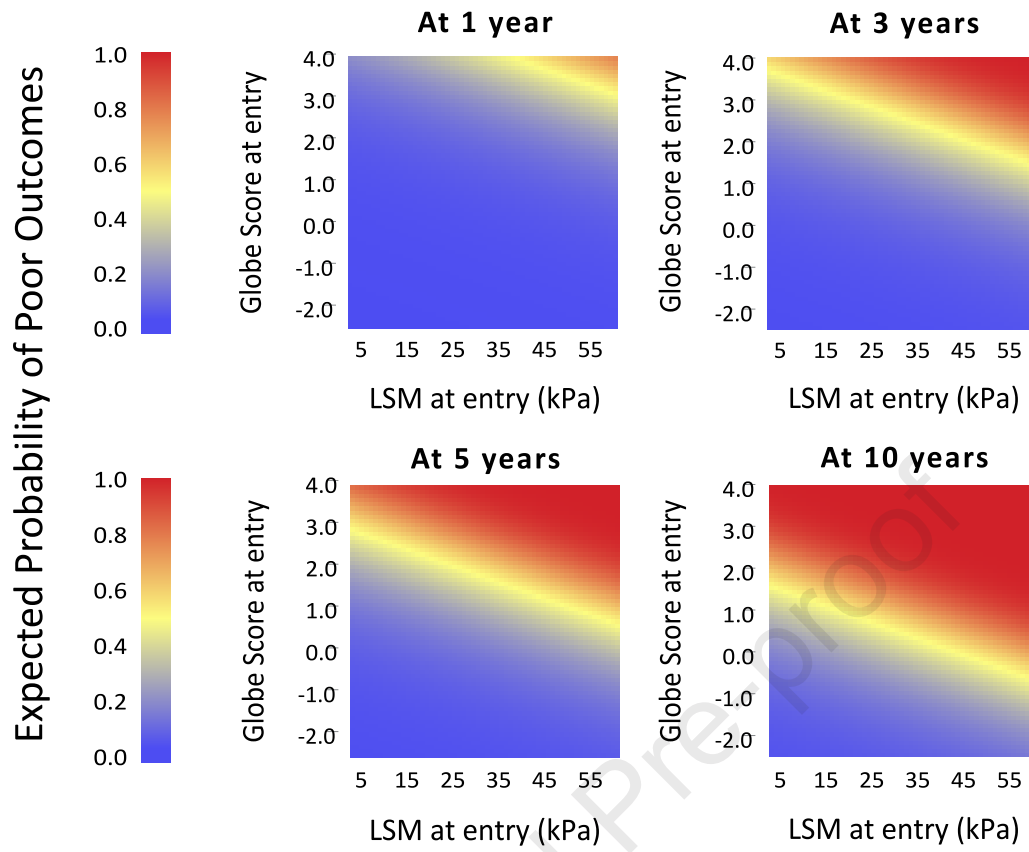 Expected Probability of Poor Outcomes
1.0
0.8
0.6
0.4
0.2
0.0
At 1 year
Globe Score at entry
4.0
3.0
2.0
1.0
0.0
-1.0
-2.0
5 15 25 35 45 55
LSM at entry (kPa)
At 3 years
Globe Score at entry
4.0
3.0
2.0
1.0
0.0
-1.0
-2.0
5 15 25 35 45 55
LSM at entry (kPa)
1.0
0.8
0.6
0.4
0.2
0.0
At 5 years
Globe Score at entry
4.0
3.0
2.0
1.0
0.0
-1.0
-2.0
5 15 25 35 45 55
LSM at entry (kPa)
At 10 years
Globe Score at entry
4.0
3.0
2.0
1.0
0.0
-1.0
-2.0
5 15 25 35 45 55
LSM at entry (kPa)
Pre-proof